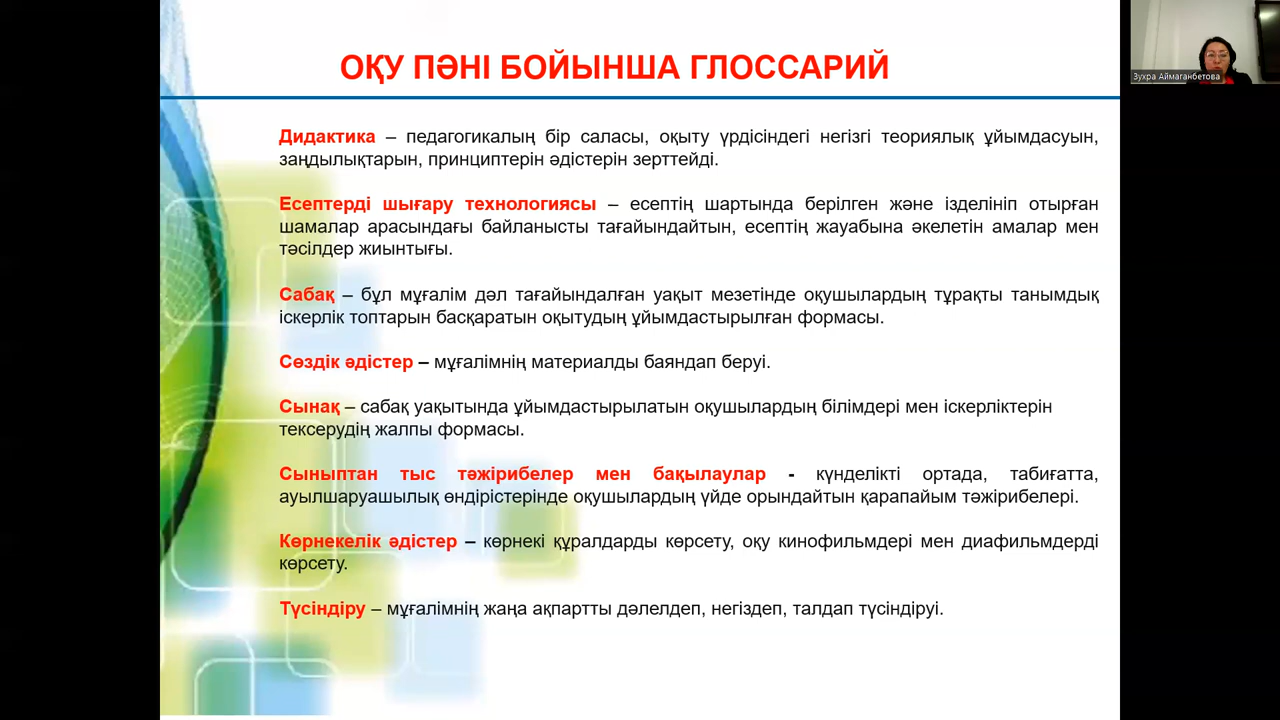 ОҚУ ПӘНІ БОЙЫНША ГЛОССАРИЙ
Зухра Аймаганбетова
Дидактика – педагогикалың бір саласы, оқыту үрдісіндегі негізгі теориялық ұйымдасуын,
заңдылықтарын, принциптерін әдістерін зерттейді.
Есептерді шығару технологиясы – есептің шартында берілген және ізделініп отырған
шамалар арасындағы байланысты тағайындайтын, есептің жауабына әкелетін амалар мен
тәсілдер жиынтығы.
Сабақ – бұл мұғалім дәл тағайындалған уақыт мезетінде оқушылардың тұрақты танымдық
іскерлік топтарын басқаратын оқытудың ұйымдастырылған формасы.
Сөздік әдістер – мұғалімнің материалды баяндап беруі.
Сынақ – сабақ уақытында ұйымдастырылатын оқушылардың білімдері мен іскерліктерін
тексерудің жалпы формасы.
Сыныптан тыс тәжірибелер мен бақылаулар - күнделікті ортада, табиғатта,
ауылшаруашылық өндірістерінде оқушылардың үйде орындайтын қарапайым тәжірибелері.
Көрнекелік әдістер – көрнекі құралдарды көрсету, оқу кинофильмдері мен диафильмдерді
көрсету.
Түсіндіру – мұғалімнің жаңа ақпартты дәлелдеп, негіздеп, талдап түсіндіруі.